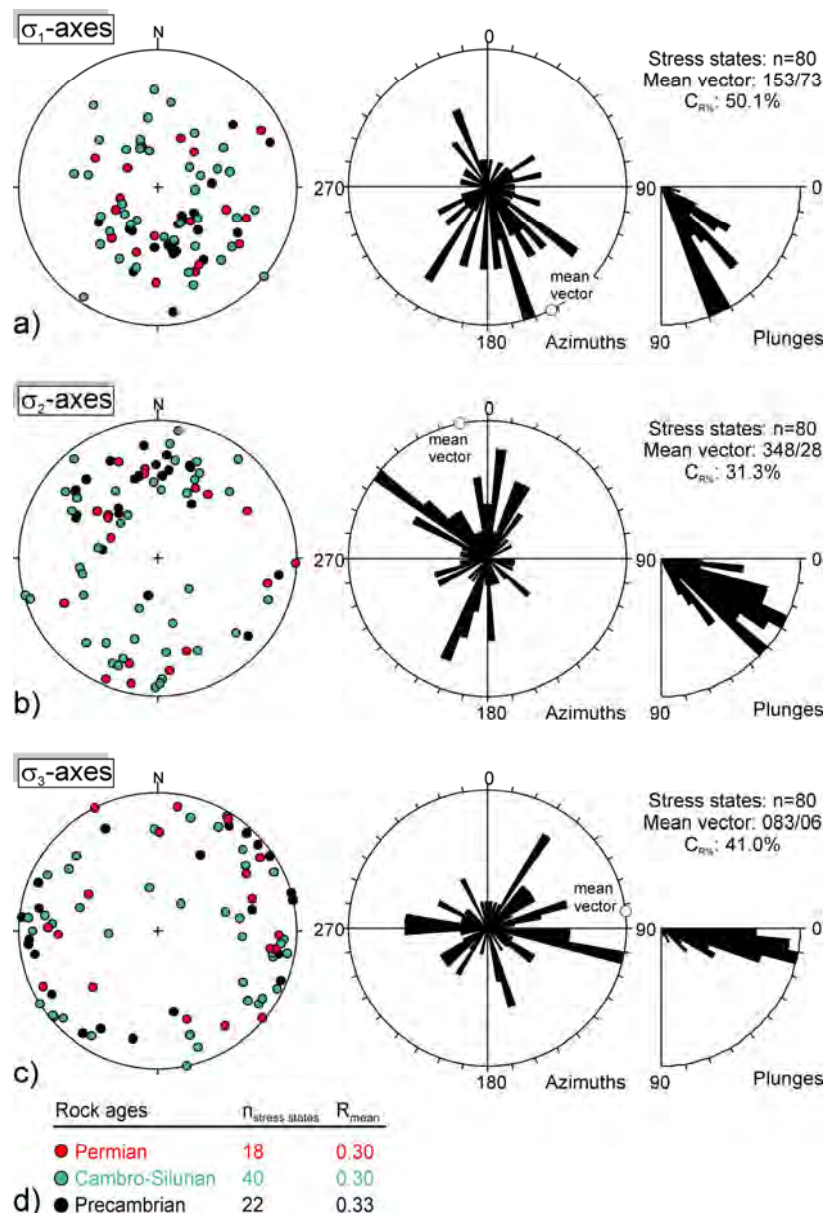 σ1-axes
N
0
270
90
180
mean
vector
Azimuths
Stress states: n=80
Mean vector: 153/73
CR%: 50.1%
0
90
Plunges
a)
σ2-axes
N
0
270
180
mean
vector
Azimuths
Stress states: n=80
Mean vector: 348/28
CR%: 31.3%
90
0
90
Plunges
b)
σ3-axes
N
0
270
180
mean
vector
Azimuths
Stress states: n=80
Mean vector: 083/06
CR%: 41.0%
90
0
90
Plunges
c)
Rock ages nstress states Rmean
Permian 18 0.30
Cambro-Silurian 40 0.30
d) Precambrian 22 0.33